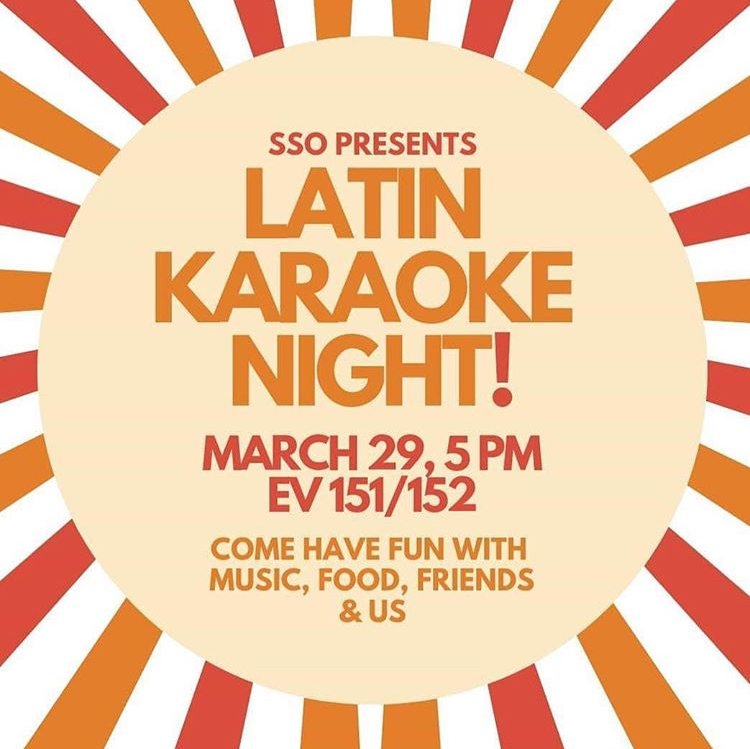 SSO PRESENTS
LATIN
KARAOKE
NIGHT!
MARCH 29, 5 PM
EV 151/152
COME HAVE FUN WITH
MUSIC, FOOD, FRIENDS
& US